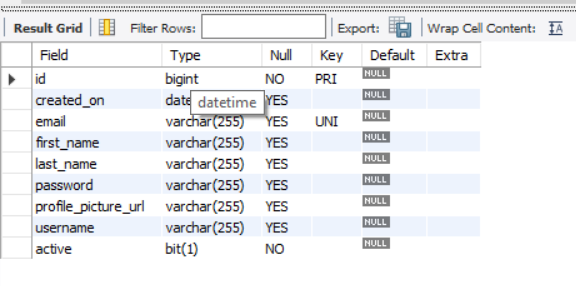 Result Grid Filter Rows: Export: Wrap Cell Content:
Field Type Null Key Default Extra
id bigint NO PRI NULL
created_on date YES NULL
datetime
email varchar(255) YES UNI NULL
first_name varchar(255) YES NULL
last_name varchar(255) YES NULL
password varchar(255) YES NULL
profile_picture_url varchar(255) YES NULL
username varchar(255) YES NULL
active bit(1) NO NULL